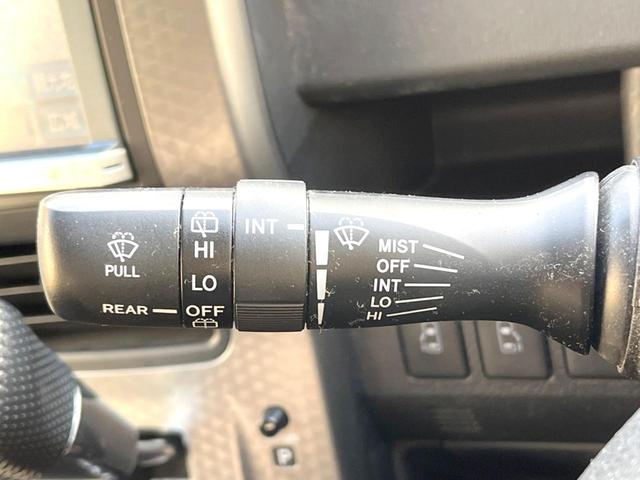 PULL
REAR
HI
LO
OFF
INT
MIST
OFF
INT
LO
HI
P